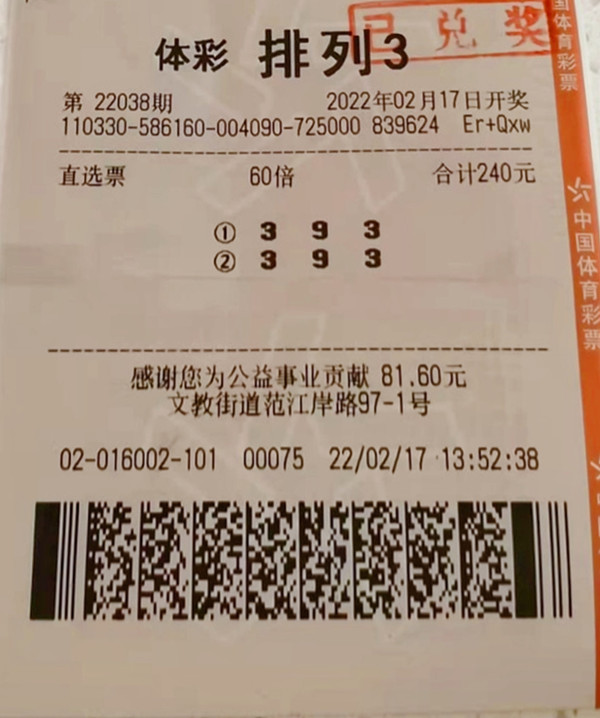 已兑奖
体彩 排列3
第 22038期 2022年02月17日开奖
110330-586160-004090-725000 839624 Er+Qxw
直选票 60倍 合计240元
① 3 9 3
② 3 9 3
感谢您为公益事业贡献 81.60元
文教街道范江岸路97-1号
02-016002-101 00075 22/02/17 13:52:38
国体育彩票
中国体育彩票